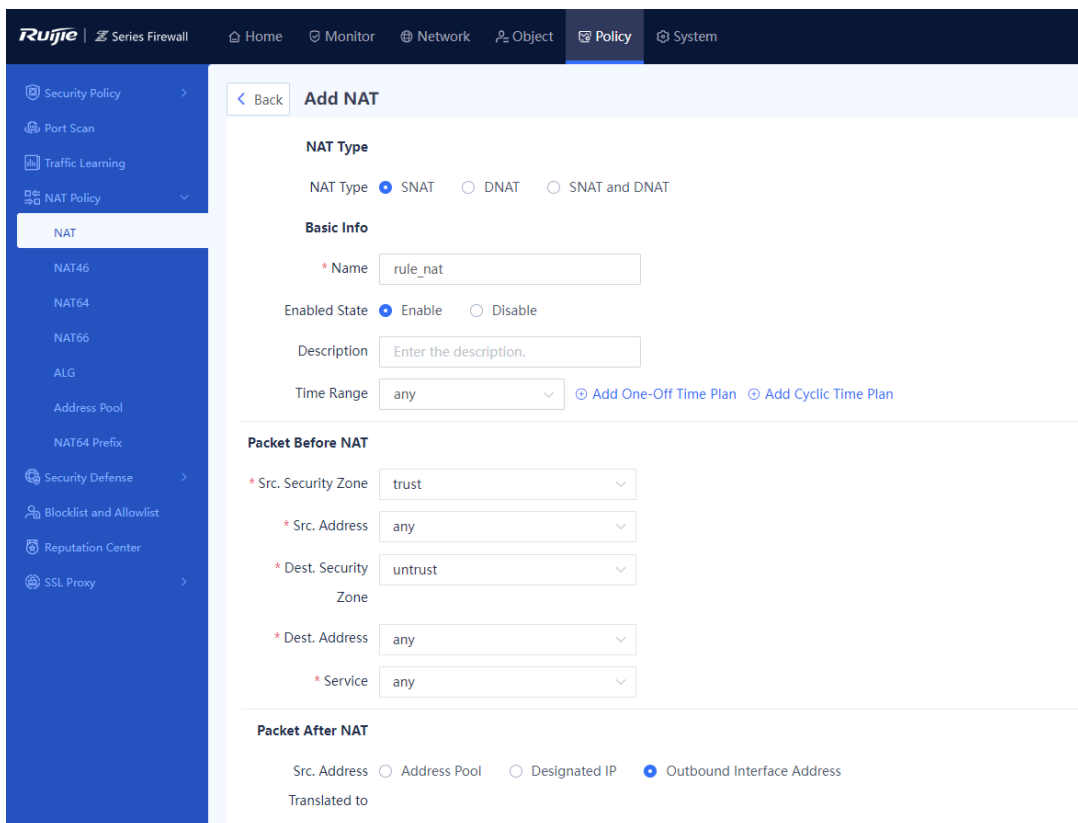 Ruijie | Z Series Firewall
Home
Monitor
Network
Object
Policy
System
Security Policy
Port Scan
Traffic Learning
NAT Policy
NAT
NAT46
NAT64
NAT66
ALG
Address Pool
NAT64 Prefix
Security Defense
Blocklist and Allowlist
Reputation Center
SSL Proxy
Back
Add NAT
NAT Type
NAT Type SNAT DNAT SNAT and DNAT
Basic Info
* Name rule_nat
Enabled State Enable Disable
Description Enter the description.
Time Range any Add One-Off Time Plan Add Cyclic Time Plan
Packet Before NAT
* Src. Security Zone trust
* Src. Address any
* Dest. Security untrust
Zone
* Dest. Address any
* Service any
Packet After NAT
Src. Address Address Pool Designated IP Outbound Interface Address
Translated to